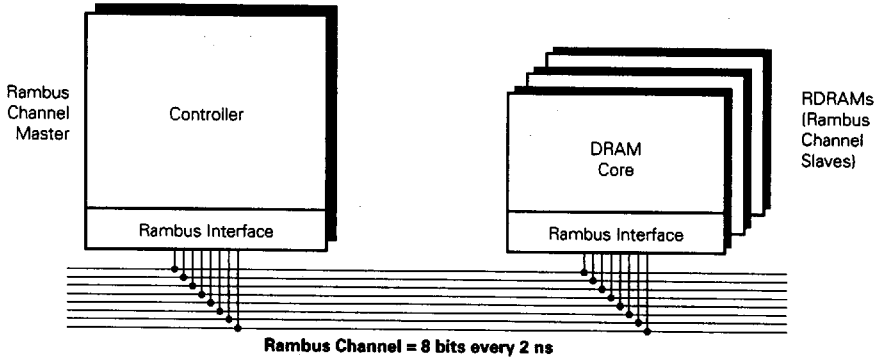 Rambus
Channel
Master
Controller
Rambus Interface
DRAM
Core
Rambus Interface
RDRAMs
(Rambus
Channel
Slaves)
Rambus Channel = 8 bits every 2 ns